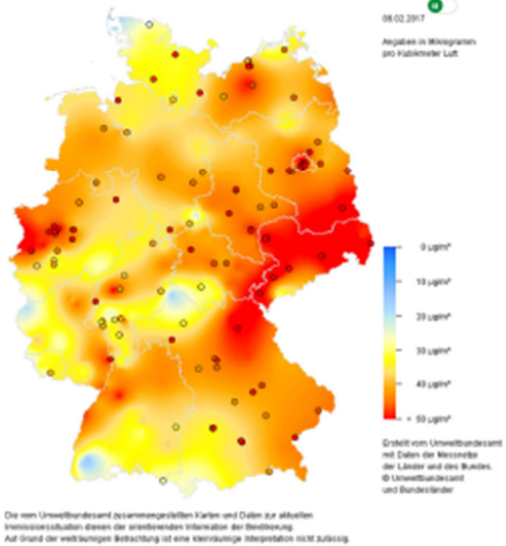 08.02.2017
Angaben in Mikrogramm
pro Kubikmeter Luft
0 µg/m³
10 µg/m³
20 µg/m³
30 µg/m³
40 µg/m³
> 50 µg/m³
Erstellt vom Umweltbundesamt
mit Daten der Messnetze
der Länder und des Bundes.
© Umweltbundesamt
und Bundesländer
Die vom Umweltbundesamt zusammengestellten Karten und Daten zur aktuellen
Immissionssituation dienen der orientierenden Information der Bevölkerung.
Auf Grund der weiträumigen Betrachtung ist eine kleinräumige Interpretation nicht zulässig.